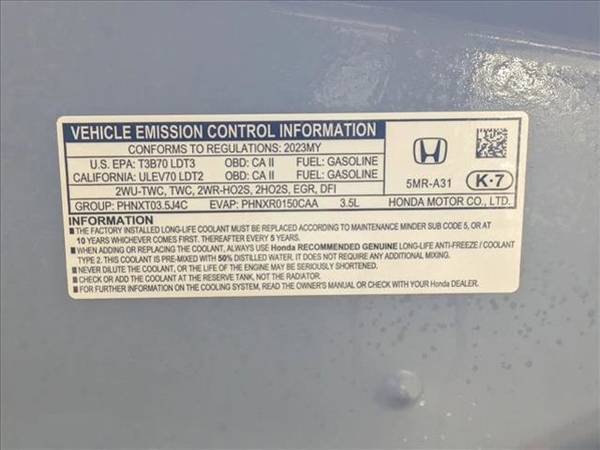 VEHICLE EMISSION CONTROL INFORMATION
CONFORMS TO REGULATIONS: 2023MY
U.S. EPA: T3B70 LDT3 OBD: CA II FUEL: GASOLINE
CALIFORNIA: ULEV70 LDT2 OBD: CA II FUEL: GASOLINE
2WU-TWC, TWC, 2WR-HO2S, 2HO2S, EGR, DFI
GROUP: PHNXT03.5J4C EVAP: PHNXR0150CAA 3.5L
5MR-A31 K-7
HONDA MOTOR CO., LTD.
INFORMATION
■THE FACTORY INSTALLED LONG-LIFE COOLANT MUST BE REPLACED ACCORDING TO MAINTENANCE MINDER SUB CODE 5, OR AT
10 YEARS WHICHEVER COMES FIRST. THEREAFTER EVERY 5 YEARS.
■WHEN ADDING OR REPLACING THE COOLANT, ALWAYS USE Honda RECOMMENDED GENUINE LONG-LIFE ANTI-FREEZE / COOLANT
TYPE 2. THIS COOLANT IS PRE-MIXED WITH 50% DISTILLED WATER. IT DOES NOT REQUIRE ANY ADDITIONAL MIXING.
■NEVER DILUTE THE COOLANT, OR THE LIFE OF THE ENGINE MAY BE SERIOUSLY SHORTENED.
■CHECK OR ADD THE COOLANT AT THE RESERVE TANK, NOT THE RADIATOR.
■FOR FURTHER INFORMATION ON THE COOLING SYSTEM, READ THE OWNER'S MANUAL OR CHECK WITH YOUR Honda DEALER.